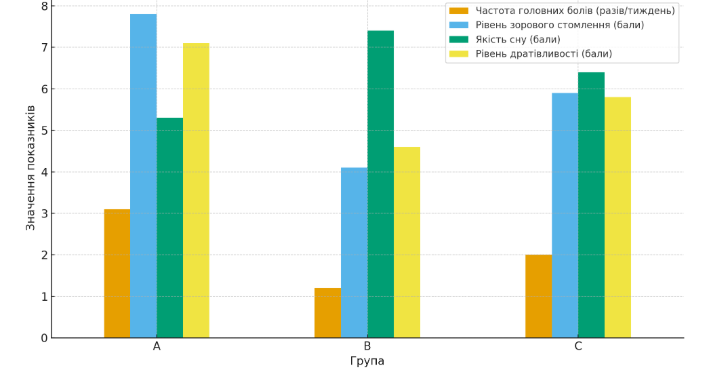 Частота головних болів (разів/тиждень)
Рівень зорового стомлення (бали)
Якість сну (бали)
Рівень дратівливості (бали)
Значення показників
8
7
6
5
4
3
2
1
0
A
B
C
Група